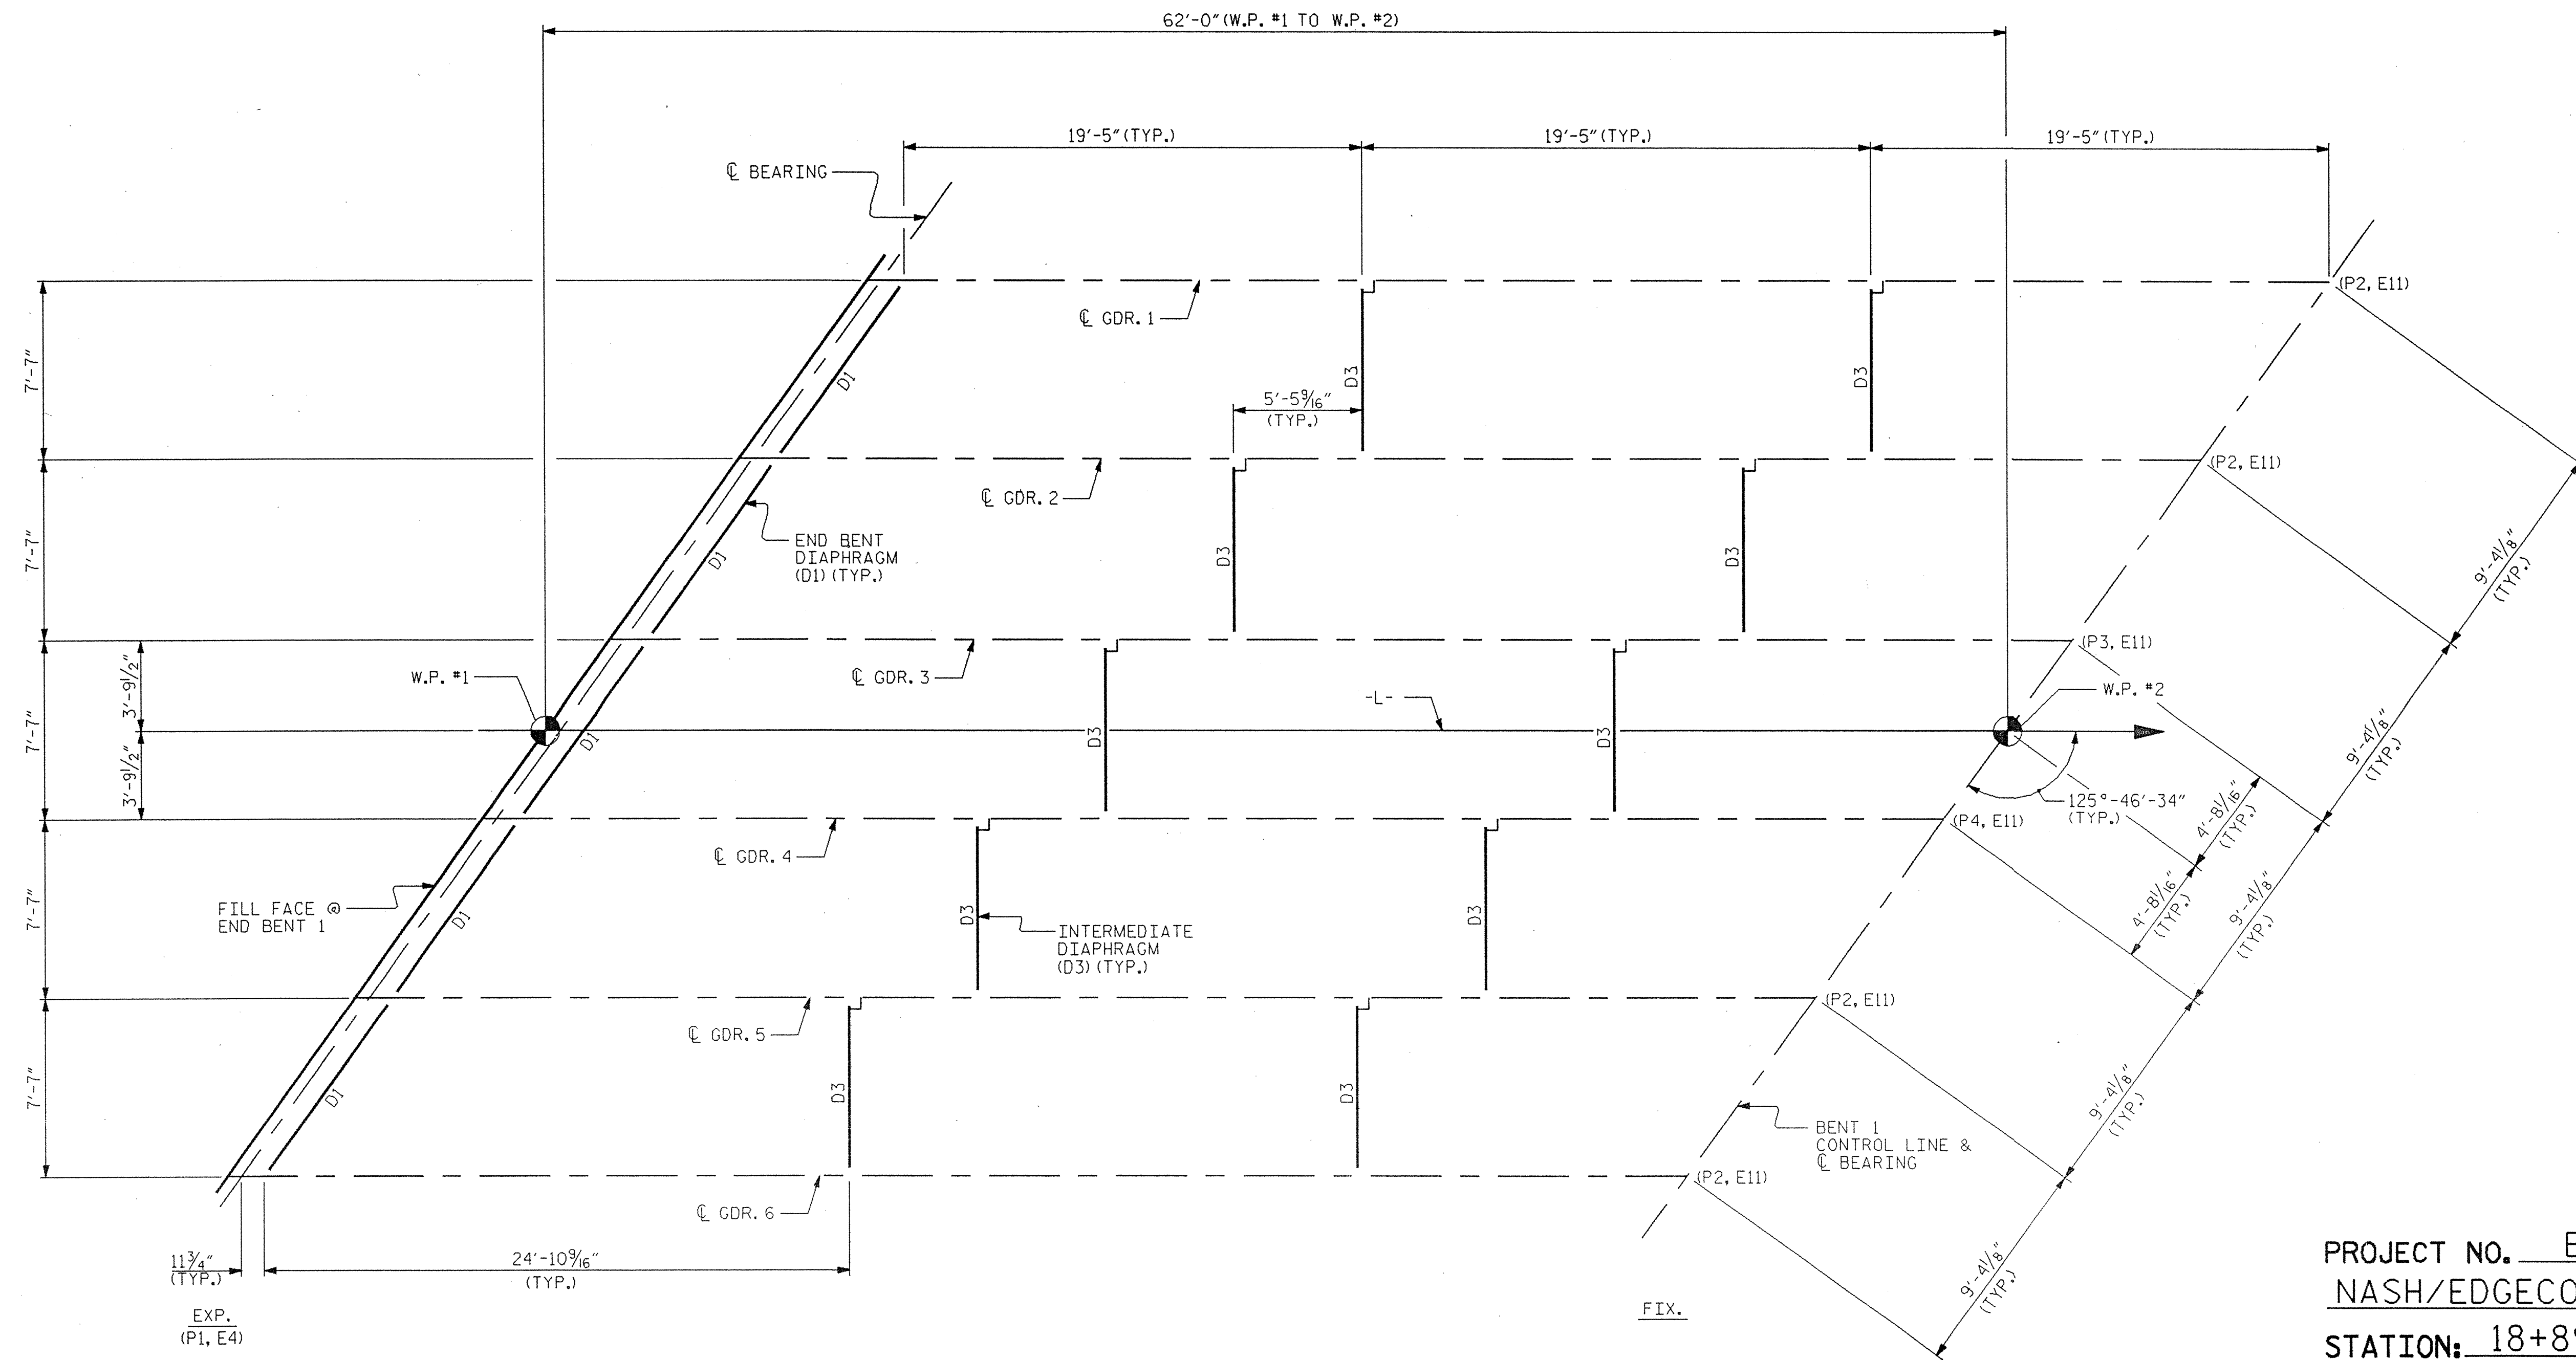 62'-0" (W.P. #1 TO W.P. #2)
19'-5" (TYP.)
19'-5" (TYP.)
19'-5" (TYP.)
℄ BEARING
℄ GDR. 1
(P2, E11)
7'-7"
D1
D3
D3
5'-5 9/16"
(TYP.)
℄ GDR. 2
(P2, E11)
7'-7"
END BENT
DIAPHRAGM
(D1) (TYP.)
D1
D3
D3
9'-4 1/8"
(TYP.)
℄ GDR. 3
(P3, E11)
W.P. #1
3'-9 1/2"
7'-7"
3'-9 1/2"
-L-
W.P. #2
D1
D3
D3
9'-4 1/8"
(TYP.)
125°-46'-34"
(TYP.)
4'-8 1/16"
(TYP.)
℄ GDR. 4
(P4, E11)
FILL FACE @
END BENT 1
7'-7"
D1
D3
INTERMEDIATE
DIAPHRAGM
(D3) (TYP.)
D3
4'-8 1/16"
(TYP.)
9'-4 1/8"
(TYP.)
℄ GDR. 5
(P2, E11)
7'-7"
D1
D3
D3
9'-4 1/8"
(TYP.)
BENT 1
CONTROL LINE &
℄ BEARING
℄ GDR. 6
(P2, E11)
11 3/4"
(TYP.)
24'-10 9/16"
(TYP.)
9'-4 1/8"
(TYP.)
EXP.
(P1, E4)
FIX.
PROJECT NO.
NASH/EDGECO
STATION: 18+8